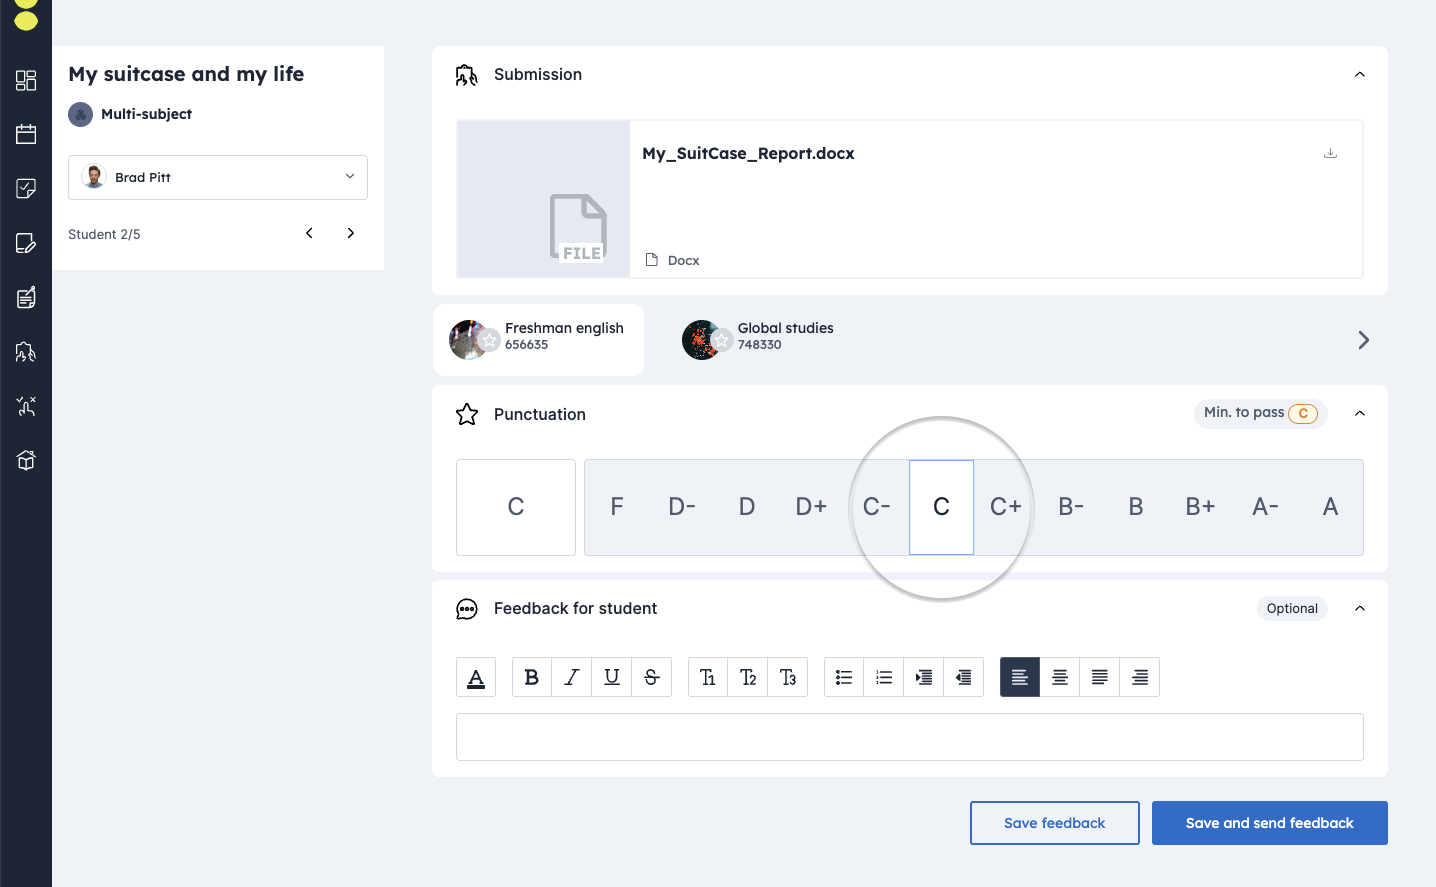 My suitcase and my life
Multi-subject
Brad Pitt
Student 2/5
Submission
My_SuitCase_Report.docx
FILE
Docx
Freshman english
656635
Global studies
748330
Punctuation
Min. to pass C
C
F D- D D+ C- C C+ B- B B+ A- A
Feedback for student
Optional
A B I U S T1 T2 T3
Save feedback
Save and send feedback